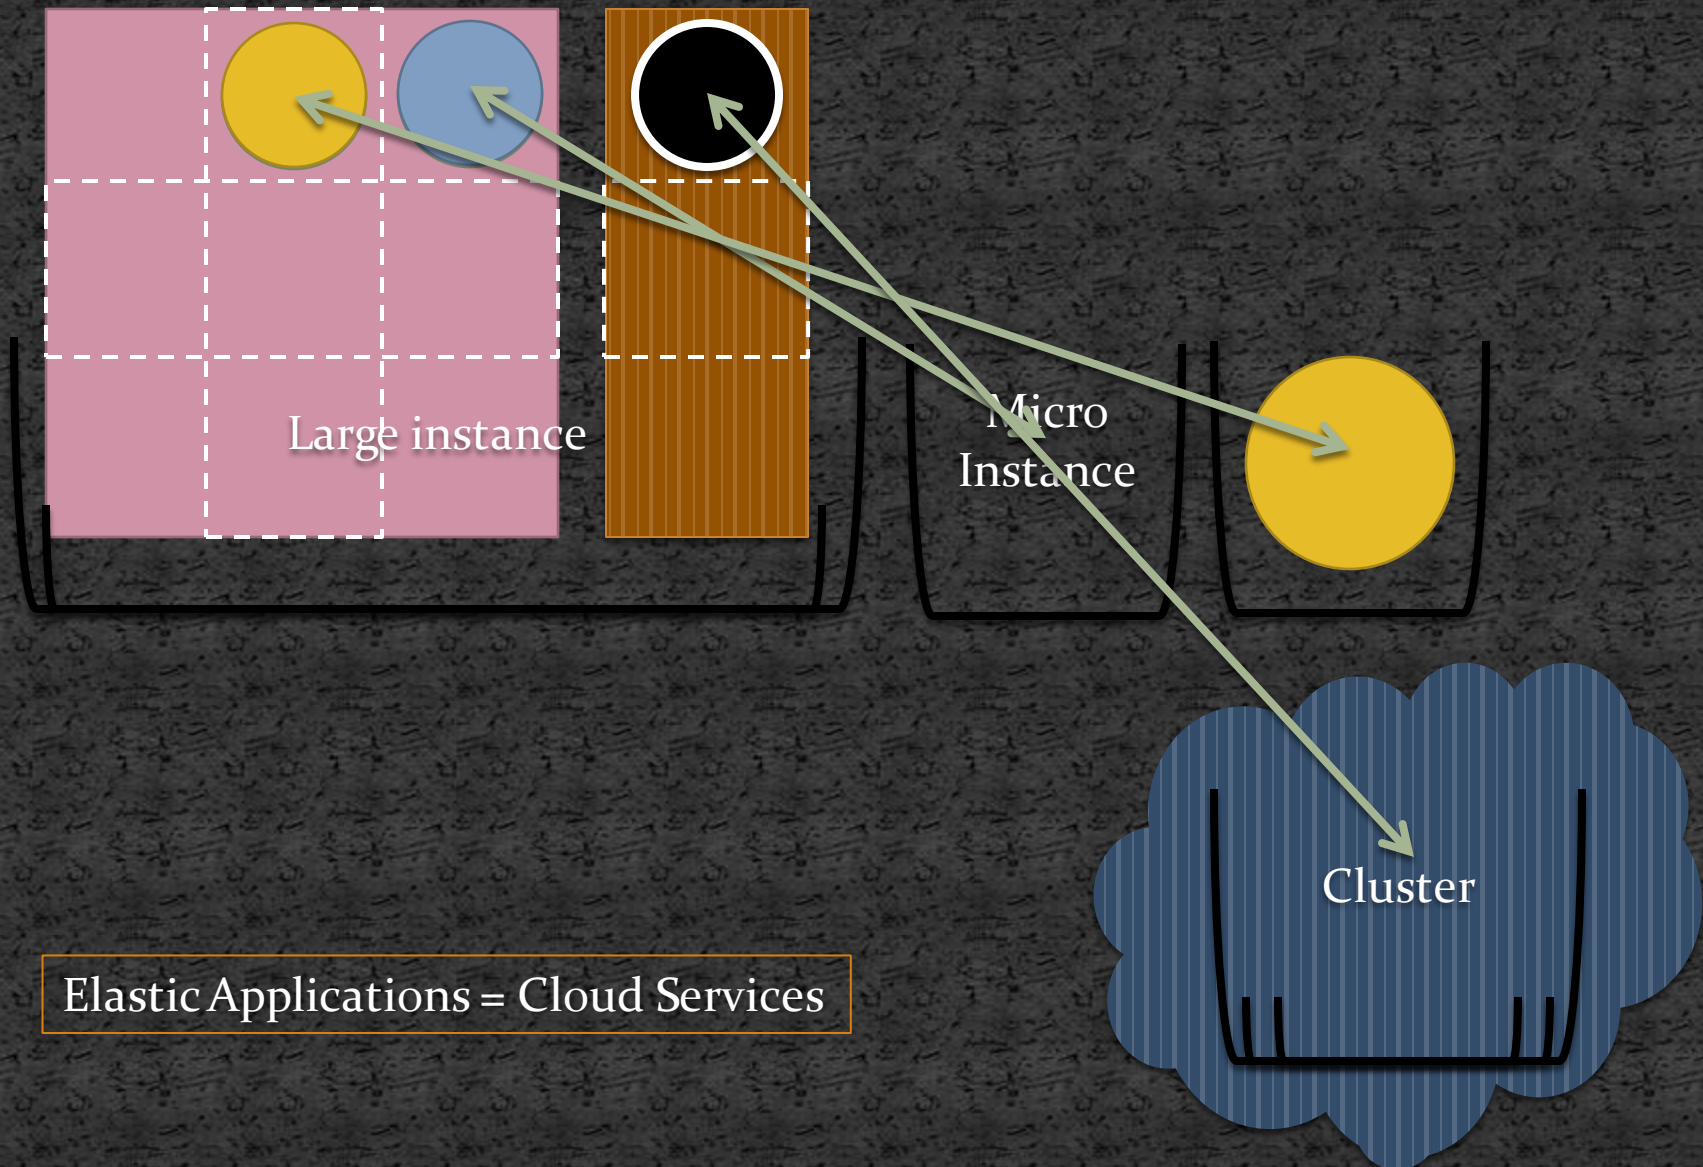 Large instance
Micro
Instance
Cluster
Elastic Applications = Cloud Services